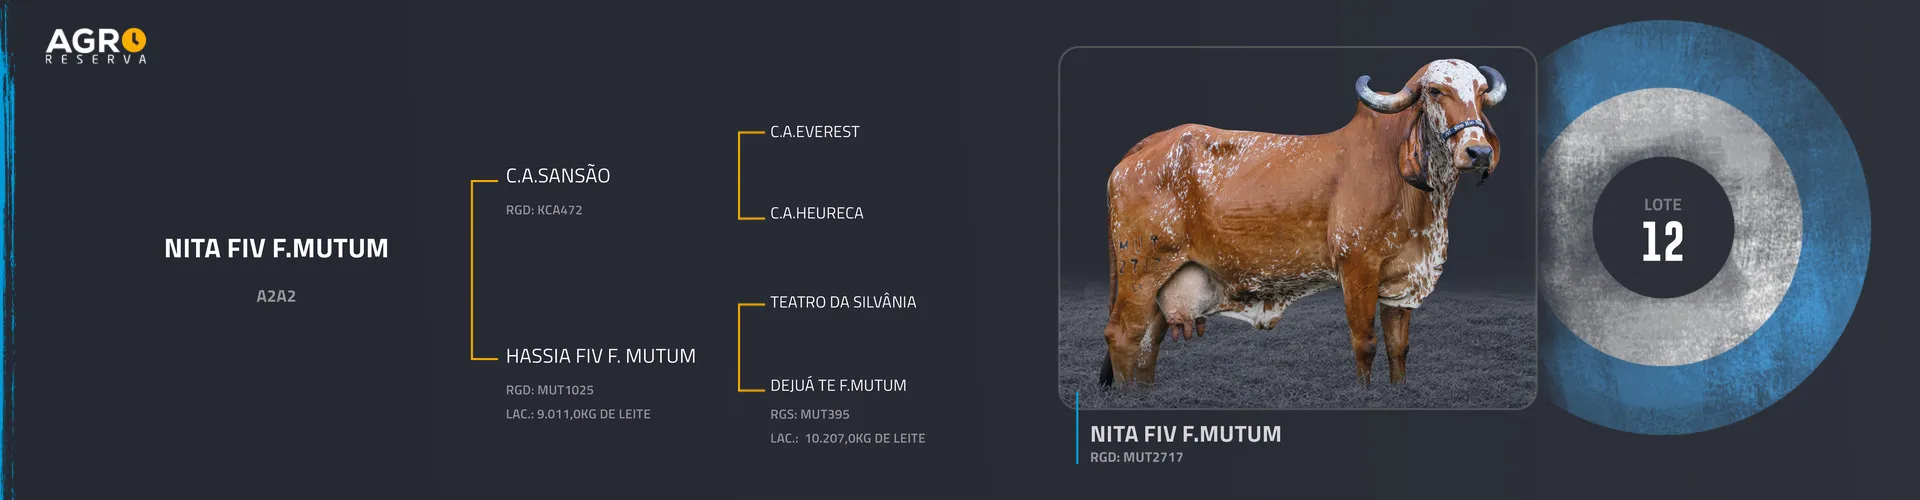 AGRO
RESERVA
NITA FIV F.MUTUM
A2A2
C.A.SANSÃO
RGD: KCA472
HASSIA FIV F. MUTUM
RGD: MUT1025
LAC.: 9.011,0KG DE LEITE
C.A.EVEREST
C.A.HEURECA
TEATRO DA SILVÂNIA
DEJUÁ TE F.MUTUM
RGS: MUT395
LAC.: 10.207,0KG DE LEITE
MUT
NITA FIV F.MUTUM
RGD: MUT2717
LOTE
12